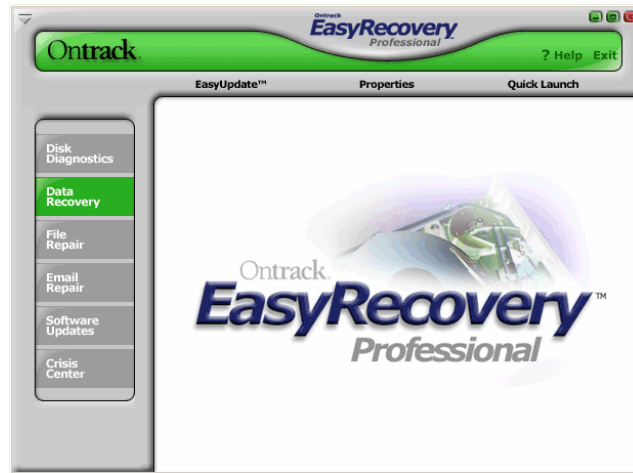 Ontrack
EasyRecovery
Professional
Ontrack.
? Help Exit
EasyUpdate™ Properties Quick Launch
Disk
Diagnostics
Data
Recovery
File
Repair
Email
Repair
Software
Updates
Crisis
Center
Ontrack.
EasyRecovery™
Professional